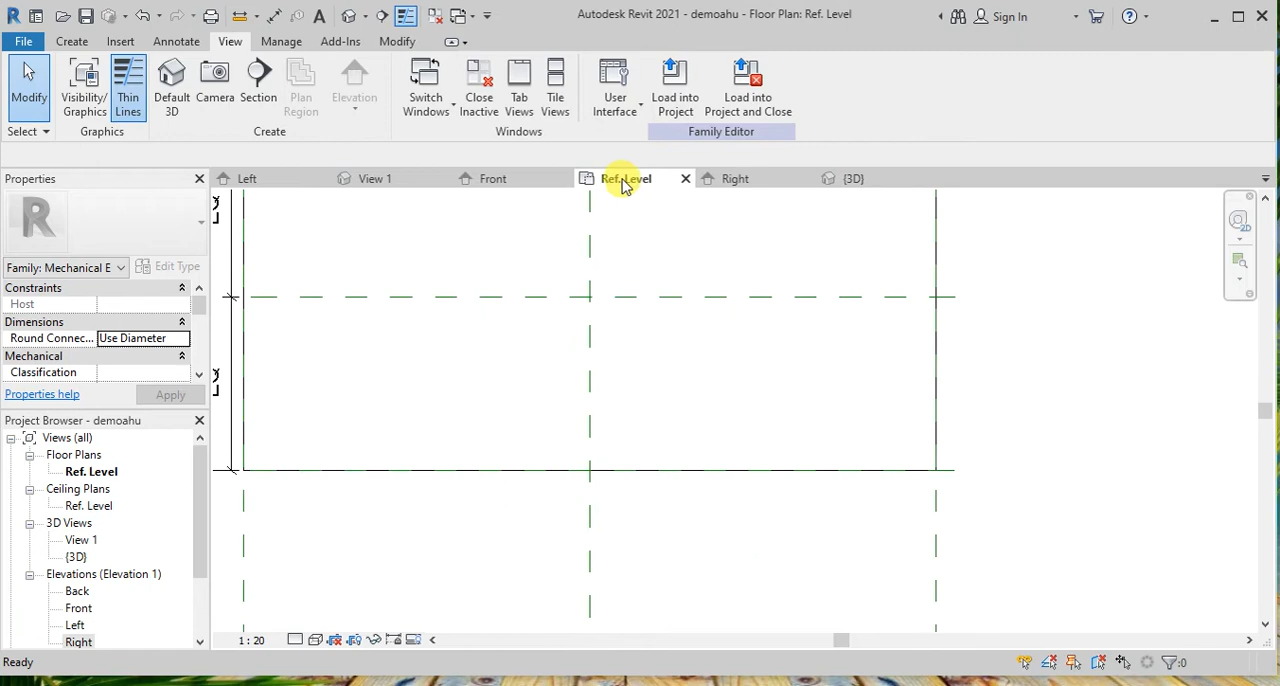 Autodesk Revit 2021 - demoahu - Floor Plan: Ref. Level
Sign In
File Create Insert Annotate View Manage Add-Ins Modify
Modify
Visibility/ Graphics
Thin Lines
Default 3D
Camera
Section
Plan Region
Elevation
Switch Windows
Close Inactive
Tab Views
Tile Views
User Interface
Load into Project
Load into Project and Close
Select
Graphics
Create
Windows
Family Editor
Properties
Left
View 1
Front
Ref. Level
Right
{3D}
2D
Family: Mechanical E
Edit Type
Constraints
Host
Dimensions
Round Connec... Use Diameter
Mechanical
Classification
Properties help
Apply
Project Browser - demoahu
Views (all)
Floor Plans
Ref. Level
Ceiling Plans
Ref. Level
3D Views
View 1
{3D}
Elevations (Elevation 1)
Back
Front
Left
Right
1 : 20
Ready
:0